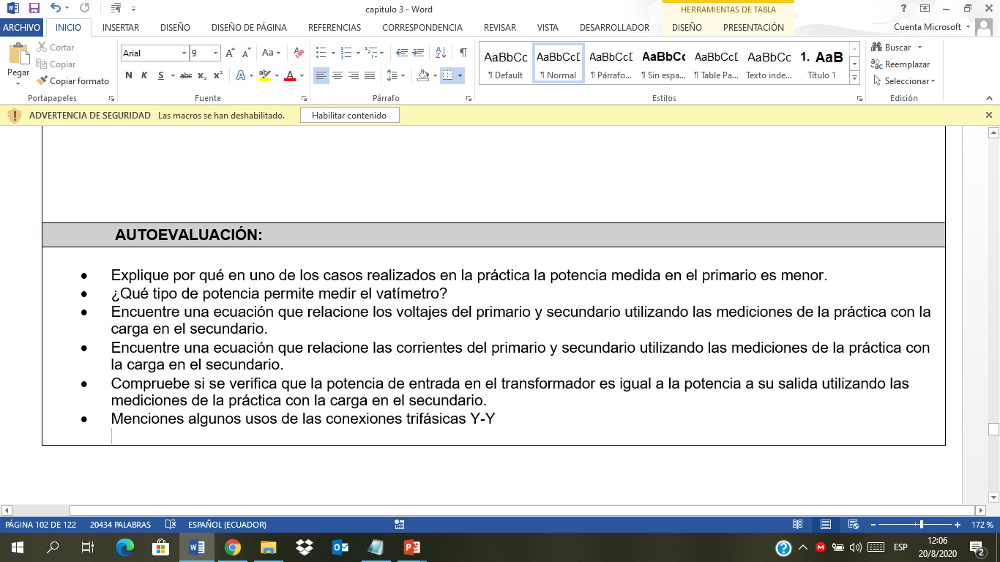 capitulo 3 - Word
HERRAMIENTAS DE TABLA
ARCHIVO INICIO INSERTAR DISEÑO DISEÑO DE PÁGINA REFERENCIAS CORRESPONDENCIA REVISAR VISTA DESARROLLADOR DISEÑO PRESENTACIÓN Cuenta Microsoft
Pegar
Cortar
Copiar
Copiar formato
Portapapeles
Arial 9
N K S abc x₂ x²
Fuente
Párrafo
AaBbCc AaBbCcD AaBbCcD AaBbCc AaBbCcD AaBbCc 1. AaB
¶ Default ¶ Normal ¶ Párrafo... ¶ Sin espa... ¶ Table Pa... Texto inde... Título 1
Estilos
Buscar
Reemplazar
Seleccionar
Edición
ADVERTENCIA DE SEGURIDAD Las macros se han deshabilitado. Habilitar contenido
AUTOEVALUACIÓN:
• Explique por qué en uno de los casos realizados en la práctica la potencia medida en el primario es menor.
• ¿Qué tipo de potencia permite medir el vatímetro?
• Encuentre una ecuación que relacione los voltajes del primario y secundario utilizando las mediciones de la práctica con la
carga en el secundario.
• Encuentre una ecuación que relacione las corrientes del primario y secundario utilizando las mediciones de la práctica con
la carga en el secundario.
• Compruebe si se verifica que la potencia de entrada en el transformador es igual a la potencia a su salida utilizando las
mediciones de la práctica con la carga en el secundario.
• Menciones algunos usos de las conexiones trifásicas Y-Y
PÁGINA 102 DE 122 20434 PALABRAS ESPAÑOL (ECUADOR) 172 %
ESP
12:06
20/8/2020
2